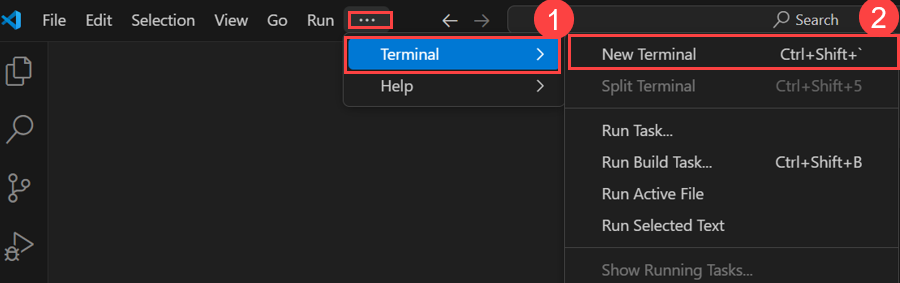 File Edit Selection View Go Run ... Search
1
2
Terminal
Help
New Terminal Ctrl+Shift+`
Split Terminal Ctrl+Shift+5
Run Task...
Run Build Task... Ctrl+Shift+B
Run Active File
Run Selected Text
Show Running Tasks...